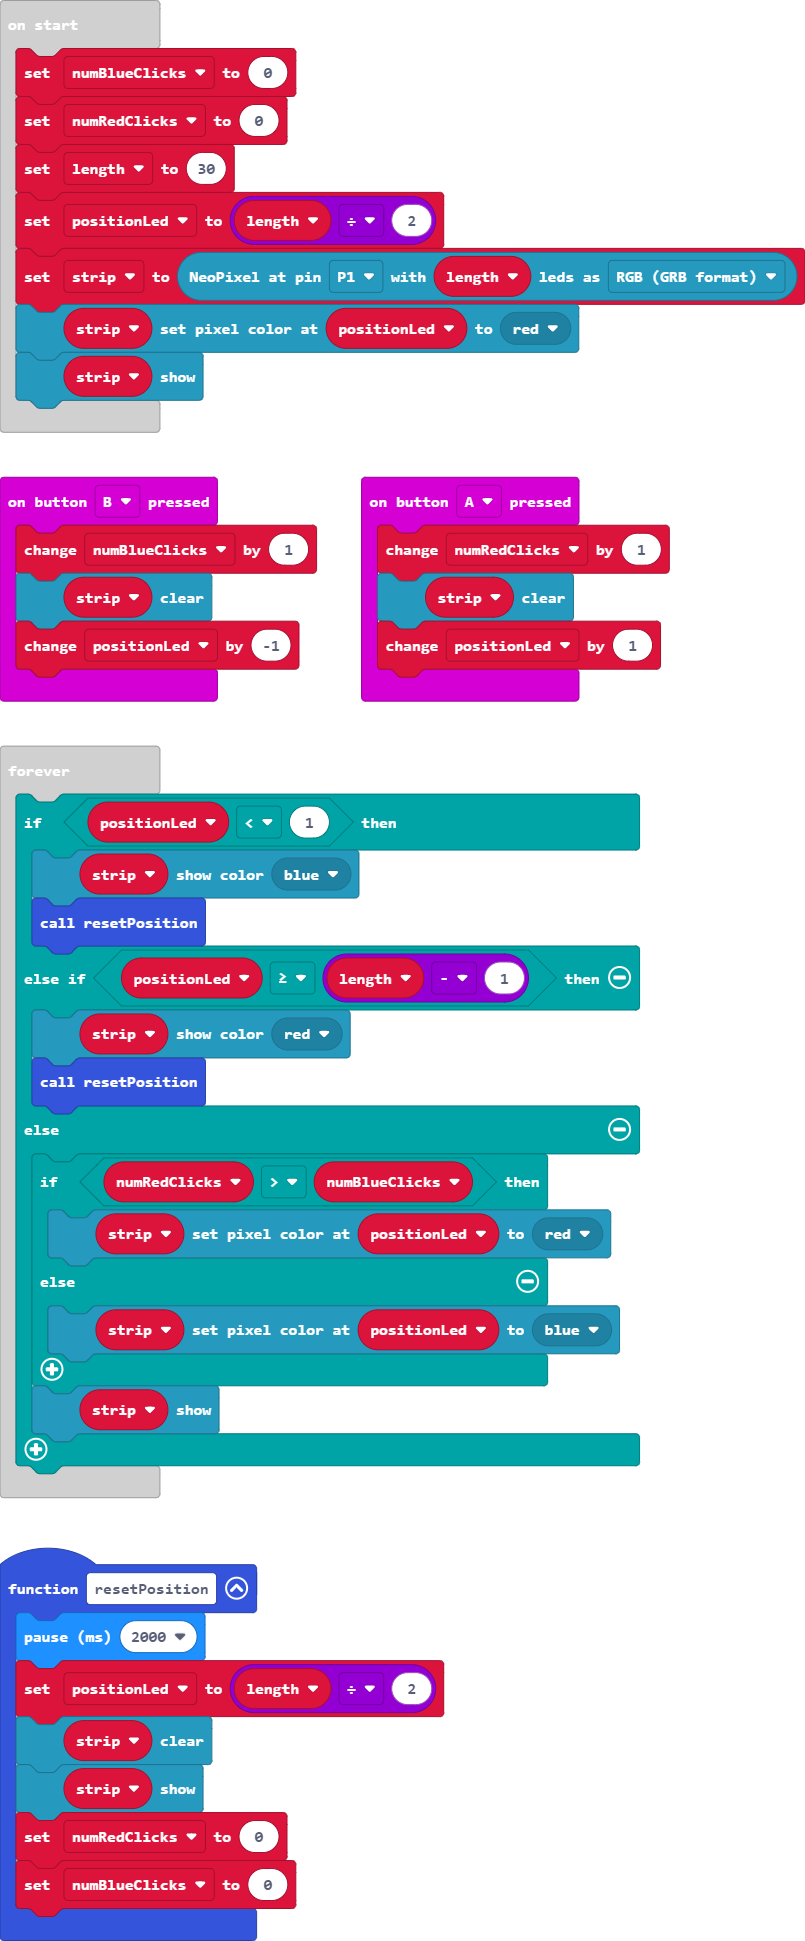 on start
set numBlueClicks to 0
set numRedClicks to 0
set length to 30
set positionLed to length ÷ 2
set strip to NeoPixel at pin P1 with length leds as RGB (GRB format)
strip set pixel color at positionLed to red
strip show
on button B pressed
change numBlueClicks by 1
strip clear
change positionLed by -1
on button A pressed
change numRedClicks by 1
strip clear
change positionLed by 1
forever
if positionLed < 1 then
strip show color blue
call resetPosition
else if positionLed ≥ length - 1 then
strip show color red
call resetPosition
else
if numRedClicks > numBlueClicks then
strip set pixel color at positionLed to red
else
strip set pixel color at positionLed to blue
strip show
function resetPosition
pause (ms) 2000
set positionLed to length ÷ 2
strip clear
strip show
set numRedClicks to 0
set numBlueClicks to 0